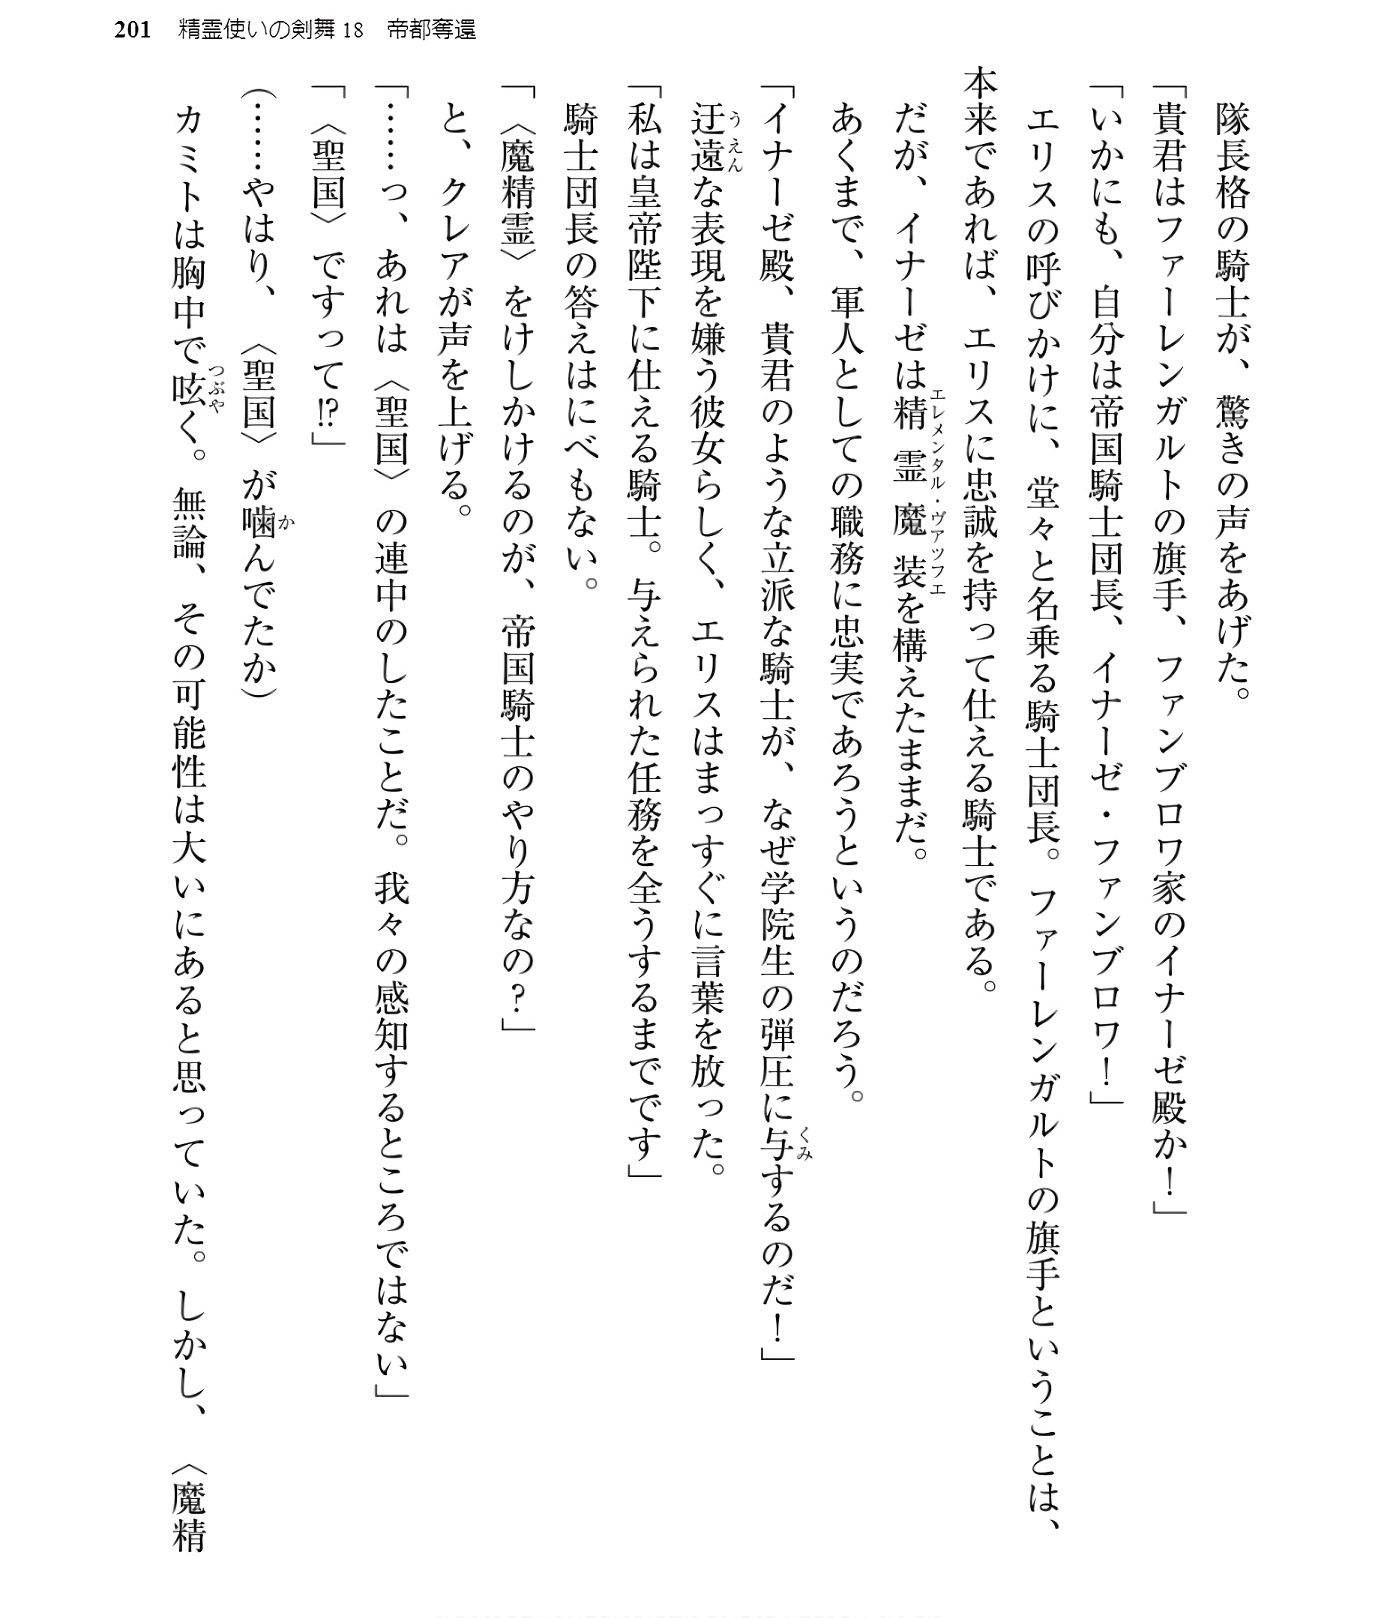 201 精霊使いの剣舞18 帝都奪還
隊長格の騎士が、驚きの声をあげた。
「貴君はファーレンガルトの旗手、ファンブロワ家のイナーゼ殿か！」
「いかにも、自分は帝国騎士団長、イナーゼ・ファンブロワ！」
エリスの呼びかけに、堂々と名乗る騎士団長。ファーレンガルトの旗手ということは、
本来であれば、エリスに忠誠を持って仕える騎士である。
だが、イナーゼは精霊魔装を構えたままだ。
エレメンタル・ヴァッフェ
あくまで、軍人としての職務に忠実であろうというのだろう。
「イナーゼ殿、貴君のような立派な騎士が、なぜ学院生の弾圧に与するのだ！」
くみ
迂遠な表現を嫌う彼女らしく、エリスはまっすぐに言葉を放った。
うえん
「私は皇帝陛下に仕える騎士。与えられた任務を全うするまでです」
騎士団長の答えはにべもない。
「〈魔精霊〉をけしかけるのが、帝国騎士のやり方なの？」
と、クレアが声を上げる。
「……っ、あれは〈聖国〉の連中のしたことだ。我々の感知するところではない」
「〈聖国〉ですって!?」
（……やはり、〈聖国〉が噛んでたか）
か
カミトは胸中で呟く。無論、その可能性は大いにあると思っていた。しかし、〈魔精
つぶや